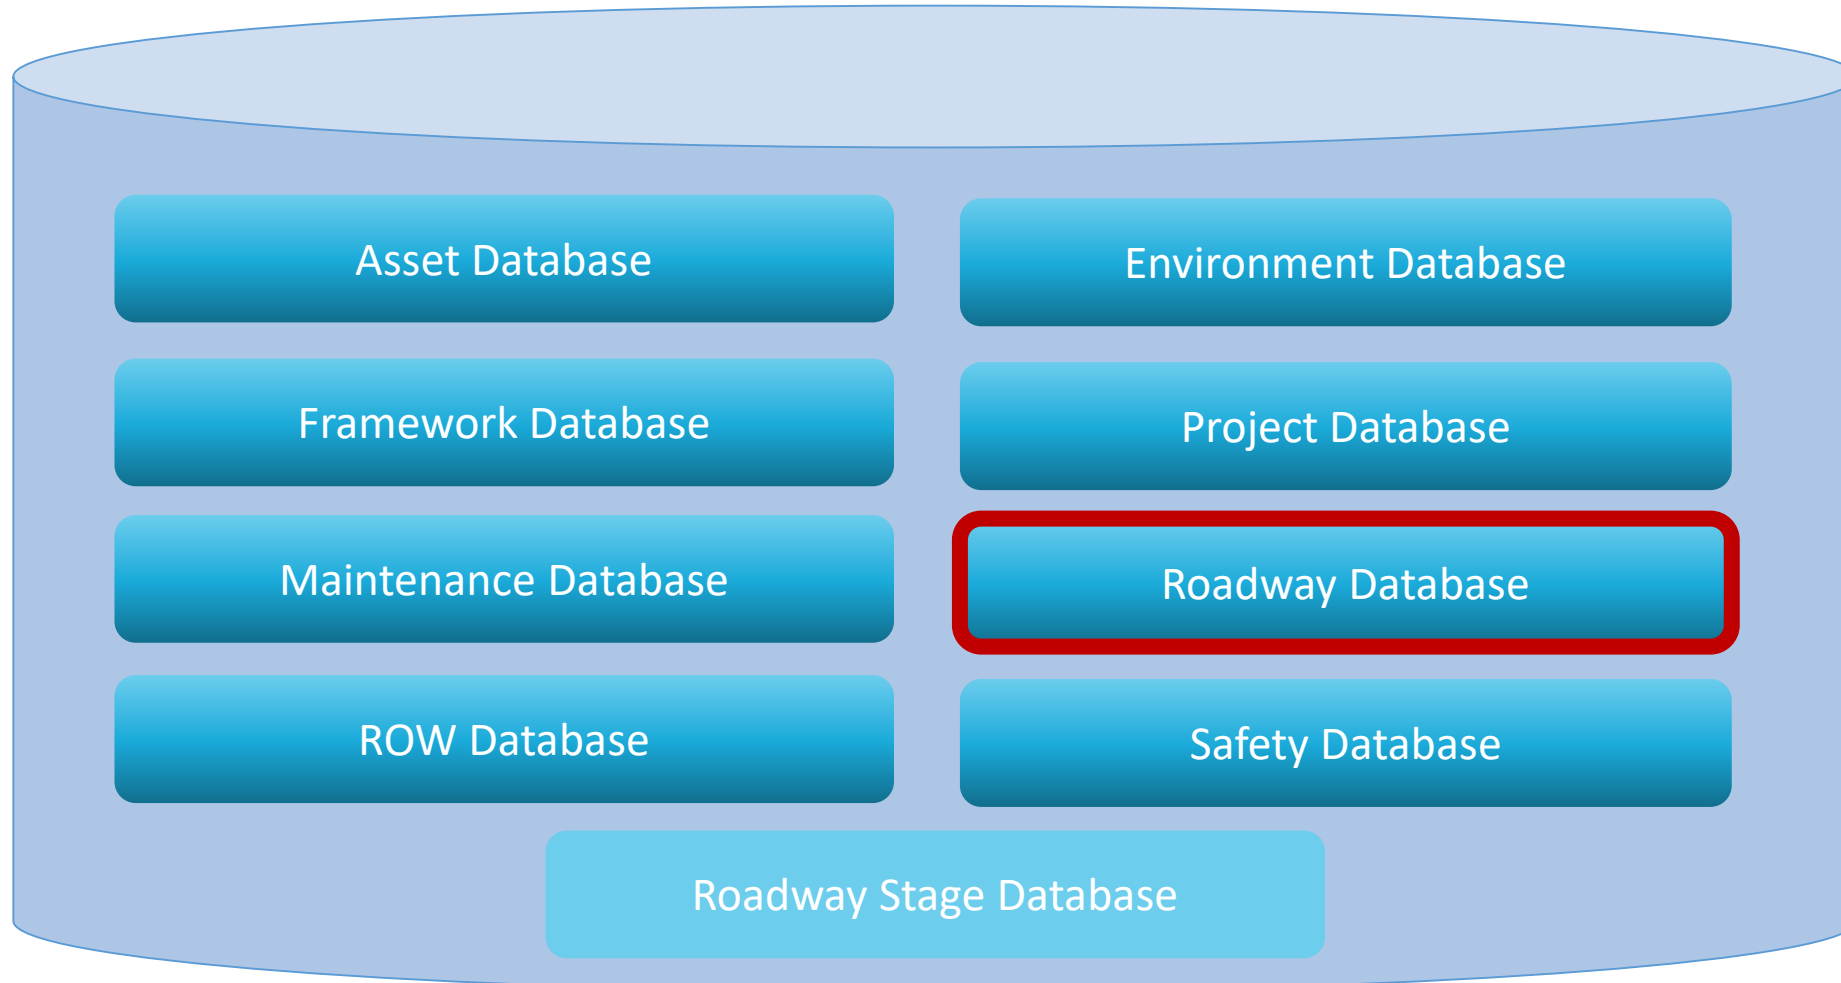 Asset Database
Environment Database
Framework Database
Project Database
Maintenance Database
Roadway Database
ROW Database
Safety Database
Roadway Stage Database